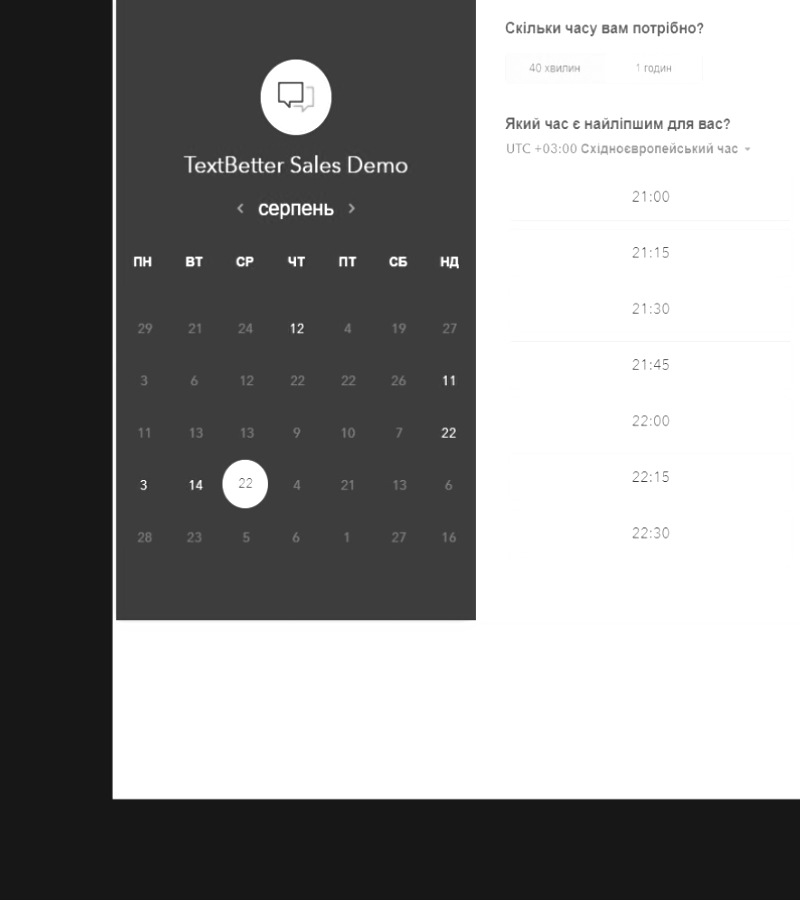 TextBetter Sales Demo
< серпень >
ПН ВТ СР ЧТ ПТ СБ НД
29 21 24 12 4 19 27
3 6 12 22 22 26 11
11 13 13 9 10 7 22
3 14 22 4 21 13 6
28 23 5 6 1 27 16
Скільки часу вам потрібно?
40 хвилин 1 годин
Який час є найліпшим для вас?
UTC +03:00 Східноєвропейський час
21:00
21:15
21:30
21:45
22:00
22:15
22:30